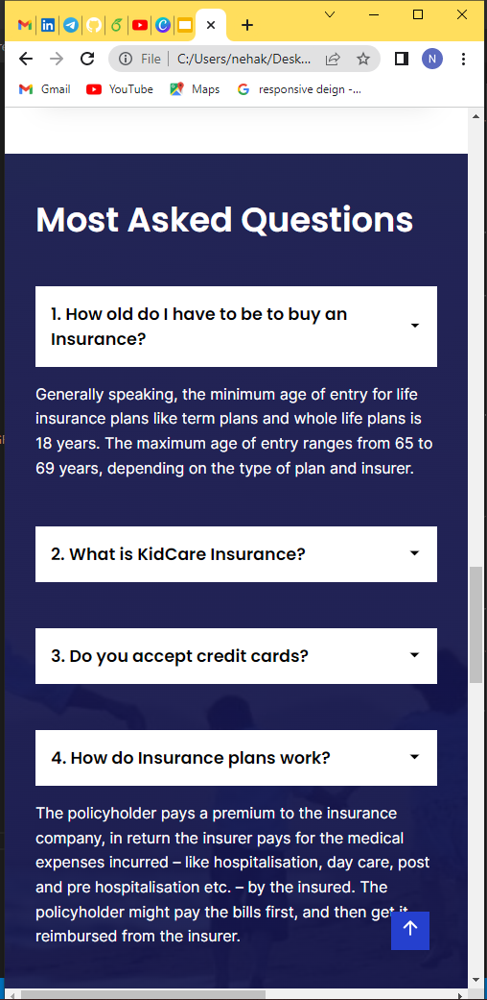 File | C:/Users/nehak/Desk...
N
Gmail YouTube Maps responsive deign -...
Most Asked Questions
1. How old do I have to be to buy an
Insurance?
Generally speaking, the minimum age of entry for life
insurance plans like term plans and whole life plans is
18 years. The maximum age of entry ranges from 65 to
69 years, depending on the type of plan and insurer.
2. What is KidCare Insurance?
3. Do you accept credit cards?
4. How do Insurance plans work?
The policyholder pays a premium to the insurance
company, in return the insurer pays for the medical
expenses incurred – like hospitalisation, day care, post
and pre hospitalisation etc. – by the insured. The
policyholder might pay the bills first, and then get it
reimbursed from the insurer.